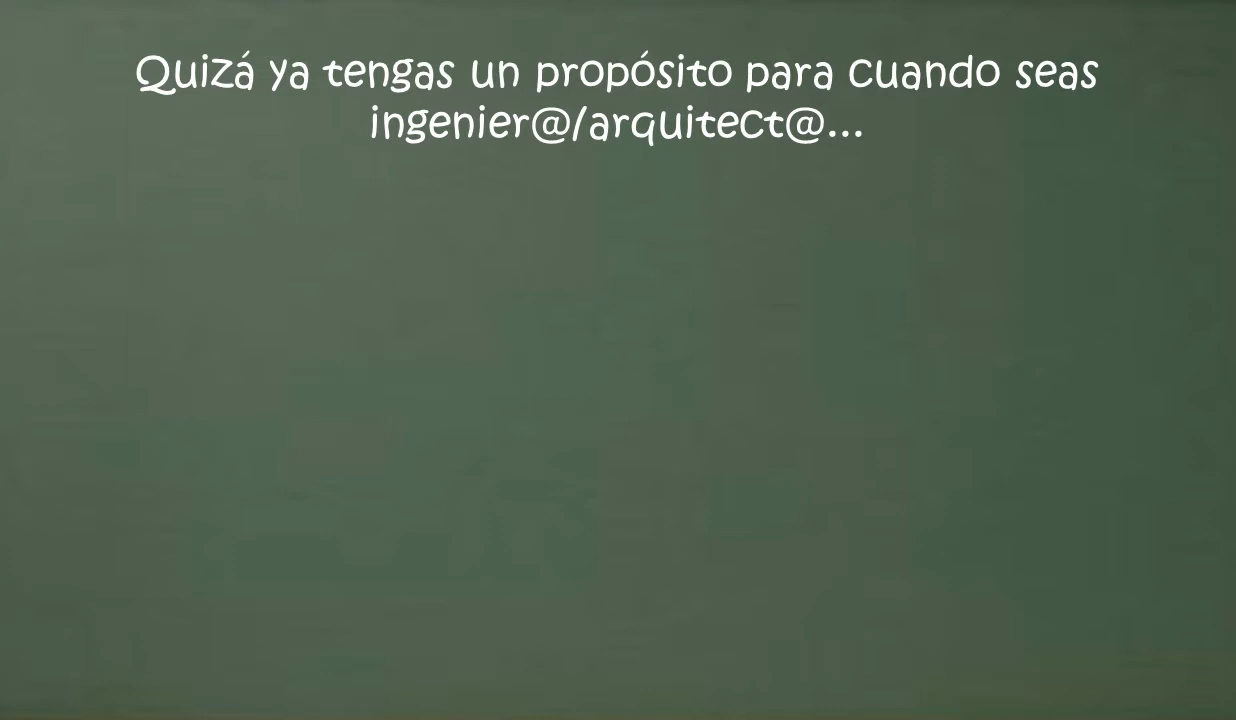 Quizá ya tengas un propósito para cuando seas
ingenier@/arquitect@...